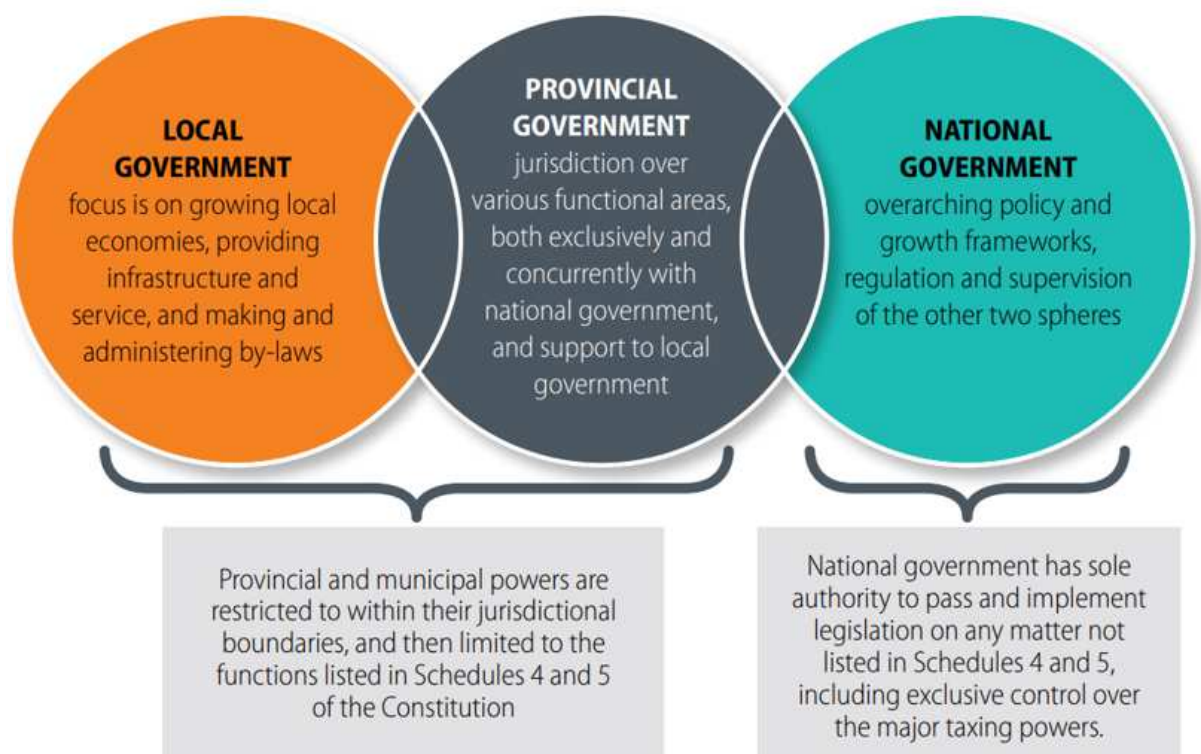 LOCAL
GOVERNMENT
focus is on growing local
economies, providing
infrastructure and
service, and making and
administering by-laws
PROVINCIAL
GOVERNMENT
jurisdiction over
various functional areas,
both exclusively and
concurrently with
national government,
and support to local
government
NATIONAL
GOVERNMENT
overarching policy and
growth frameworks,
regulation and supervision
of the other two spheres
Provincial and municipal powers are
restricted to within their jurisdictional
boundaries, and then limited to the
functions listed in Schedules 4 and 5
of the Constitution
National government has sole
authority to pass and implement
legislation on any matter not
listed in Schedules 4 and 5,
including exclusive control over
the major taxing powers.